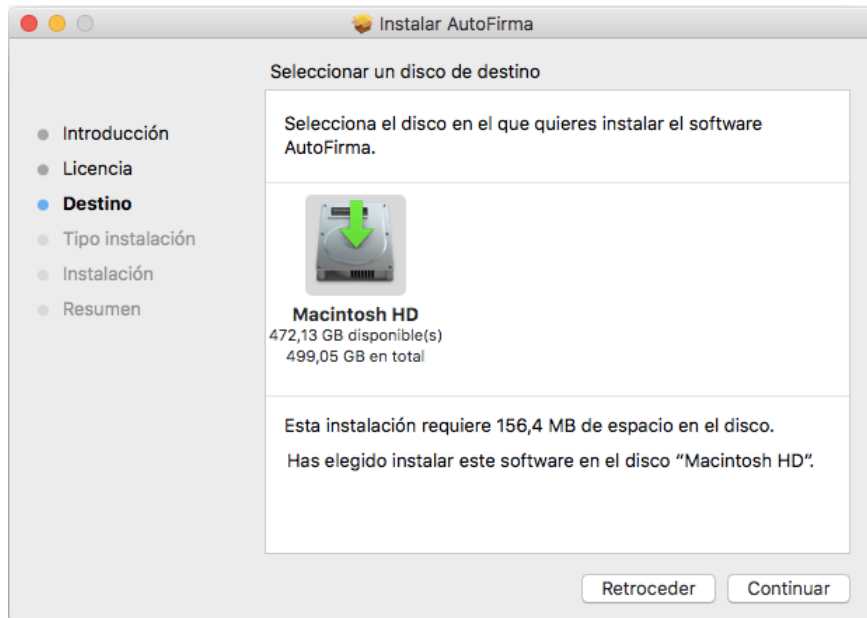 Instalar AutoFirma
Seleccionar un disco de destino
Introducción
Licencia
Destino
Tipo instalación
Instalación
Resumen
Selecciona el disco en el que quieres instalar el software
AutoFirma.
Macintosh HD
472,13 GB disponible(s)
499,05 GB en total
Esta instalación requiere 156,4 MB de espacio en el disco.
Has elegido instalar este software en el disco “Macintosh HD”.
Retroceder
Continuar